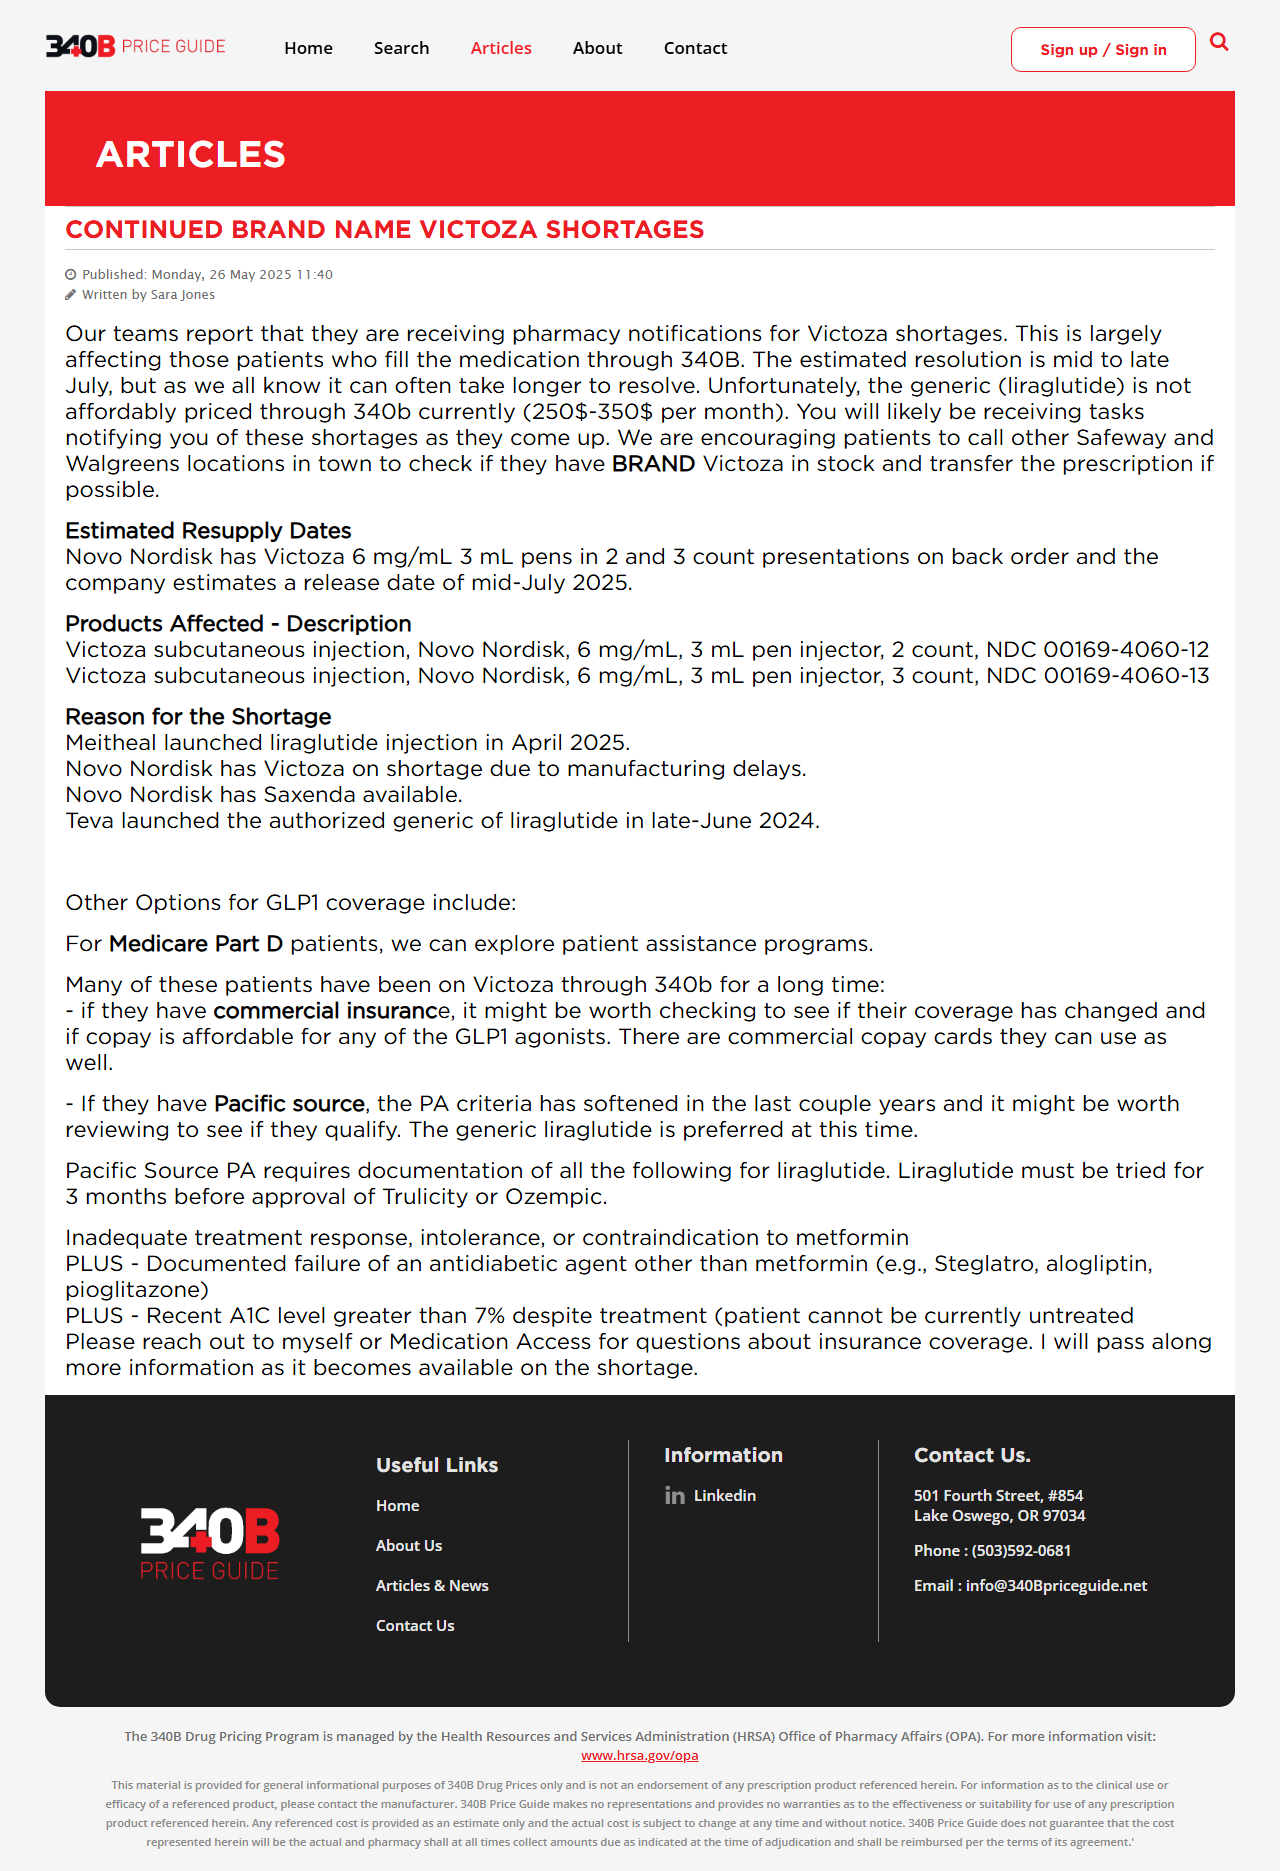 340B PRICE GUIDE
Home
Search
Articles
About
Contact
Sign up / Sign in
ARTICLES
CONTINUED BRAND NAME VICTOZA SHORTAGES
Published: Monday, 26 May 2025 11:40
Written by Sara Jones
Our teams report that they are receiving pharmacy notifications for Victoza shortages. This is largely
affecting those patients who fill the medication through 340B. The estimated resolution is mid to late
July, but as we all know it can often take longer to resolve. Unfortunately, the generic (liraglutide) is not
affordably priced through 340b currently (250$-350$ per month). You will likely be receiving tasks
notifying you of these shortages as they come up. We are encouraging patients to call other Safeway and
Walgreens locations in town to check if they have BRAND Victoza in stock and transfer the prescription if
possible.
Estimated Resupply Dates
Novo Nordisk has Victoza 6 mg/mL 3 mL pens in 2 and 3 count presentations on back order and the
company estimates a release date of mid-July 2025.
Products Affected - Description
Victoza subcutaneous injection, Novo Nordisk, 6 mg/mL, 3 mL pen injector, 2 count, NDC 00169-4060-12
Victoza subcutaneous injection, Novo Nordisk, 6 mg/mL, 3 mL pen injector, 3 count, NDC 00169-4060-13
Reason for the Shortage
Meitheal launched liraglutide injection in April 2025.
Novo Nordisk has Victoza on shortage due to manufacturing delays.
Novo Nordisk has Saxenda available.
Teva launched the authorized generic of liraglutide in late-June 2024.
Other Options for GLP1 coverage include:
For Medicare Part D patients, we can explore patient assistance programs.
Many of these patients have been on Victoza through 340b for a long time:
- if they have commercial insurance, it might be worth checking to see if their coverage has changed and
if copay is affordable for any of the GLP1 agonists. There are commercial copay cards they can use as
well.
- If they have Pacific source, the PA criteria has softened in the last couple years and it might be worth
reviewing to see if they qualify. The generic liraglutide is preferred at this time.
Pacific Source PA requires documentation of all the following for liraglutide. Liraglutide must be tried for
3 months before approval of Trulicity or Ozempic.
Inadequate treatment response, intolerance, or contraindication to metformin
PLUS - Documented failure of an antidiabetic agent other than metformin (e.g., Steglatro, alogliptin,
pioglitazone)
PLUS - Recent A1C level greater than 7% despite treatment (patient cannot be currently untreated
Please reach out to myself or Medication Access for questions about insurance coverage. I will pass along
more information as it becomes available on the shortage.
340B
PRICE GUIDE
Useful Links
Home
About Us
Articles & News
Contact Us
Information
Linkedin
Contact Us.
501 Fourth Street, #854
Lake Oswego, OR 97034
Phone : (503)592-0681
Email : info@340Bpriceguide.net
The 340B Drug Pricing Program is managed by the Health Resources and Services Administration (HRSA) Office of Pharmacy Affairs (OPA). For more information visit:
www.hrsa.gov/opa
This material is provided for general informational purposes of 340B Drug Prices only and is not an endorsement of any prescription product referenced herein. For information as to the clinical use or
efficacy of a referenced product, please contact the manufacturer. 340B Price Guide makes no representations and provides no warranties as to the effectiveness or suitability for use of any prescription
product referenced herein. Any referenced cost is provided as an estimate only and the actual cost is subject to change at any time and without notice. 340B Price Guide does not guarantee that the cost
represented herein will be the actual and pharmacy shall at all times collect amounts due as indicated at the time of adjudication and shall be reimbursed per the terms of its agreement.'